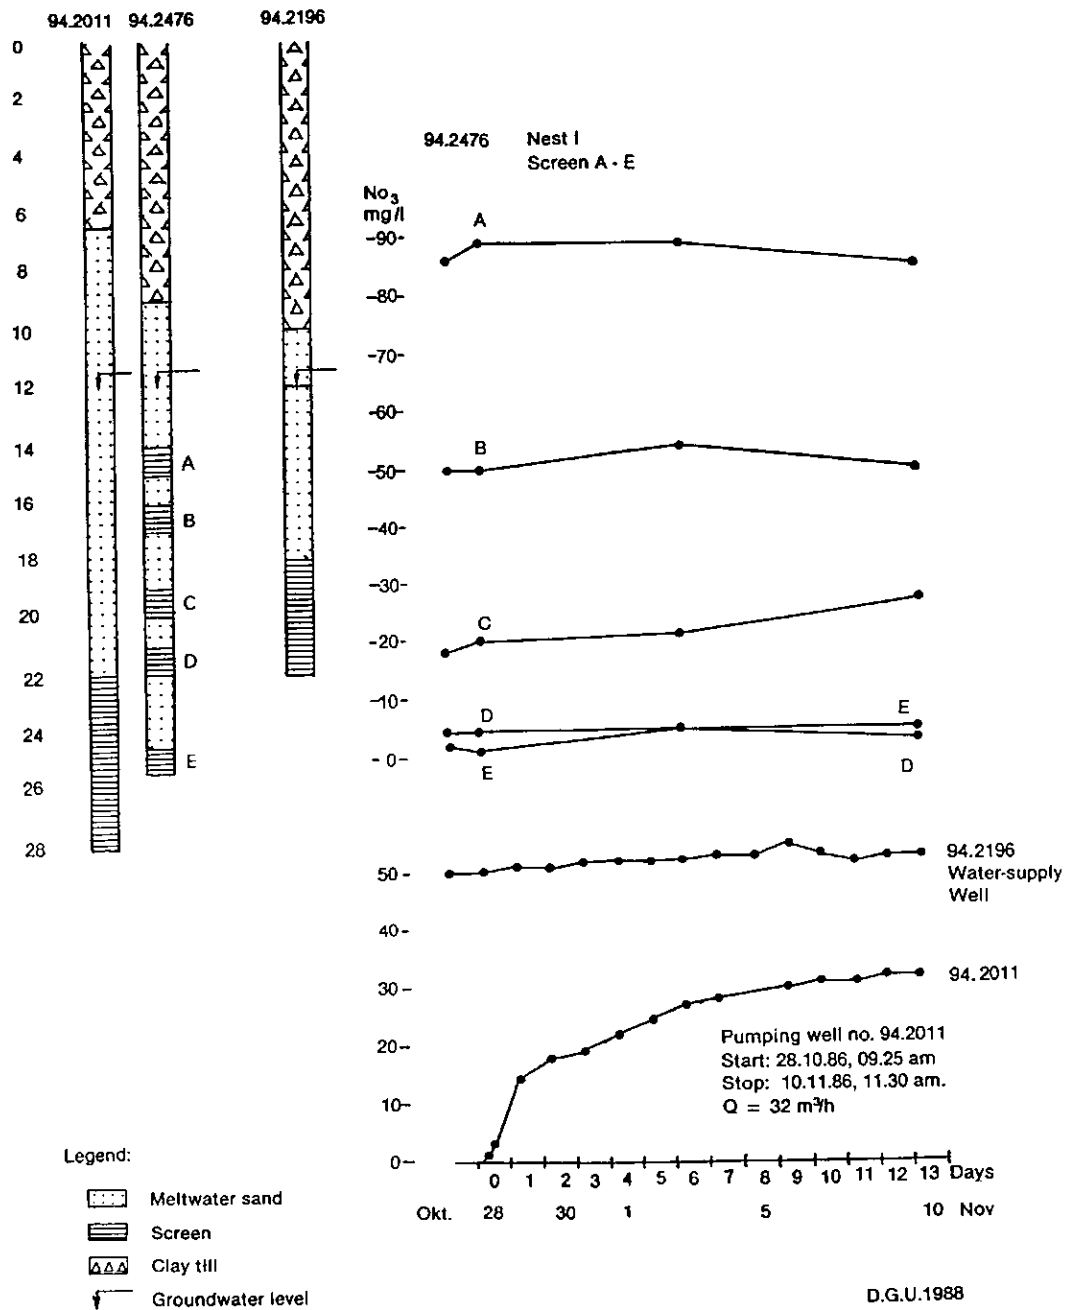 94.2011 94.2476 94.2196
0
2
4
6
8
10
12
14
16
18
20
22
24
26
28
A
B
C
D
E
94.2476 Nest I
Screen A - E
No3
mg/l
-90-
-80-
-70-
-60-
-50-
-40-
-30-
-20-
-10-
- 0-
A
B
C
D
E
E
D
50-
40-
30-
20-
10-
0-
94.2196
Water-supply
Well
94.2011
Pumping well no. 94.2011
Start: 28.10.86, 09.25 am
Stop: 10.11.86, 11.30 am.
Q = 32 m³/h
0 1 2 3 4 5 6 7 8 9 10 11 12 13 Days
Okt. 28 30 1 5 10 Nov
Legend:
Meltwater sand
Screen
Clay till
Groundwater level
D.G.U.1988